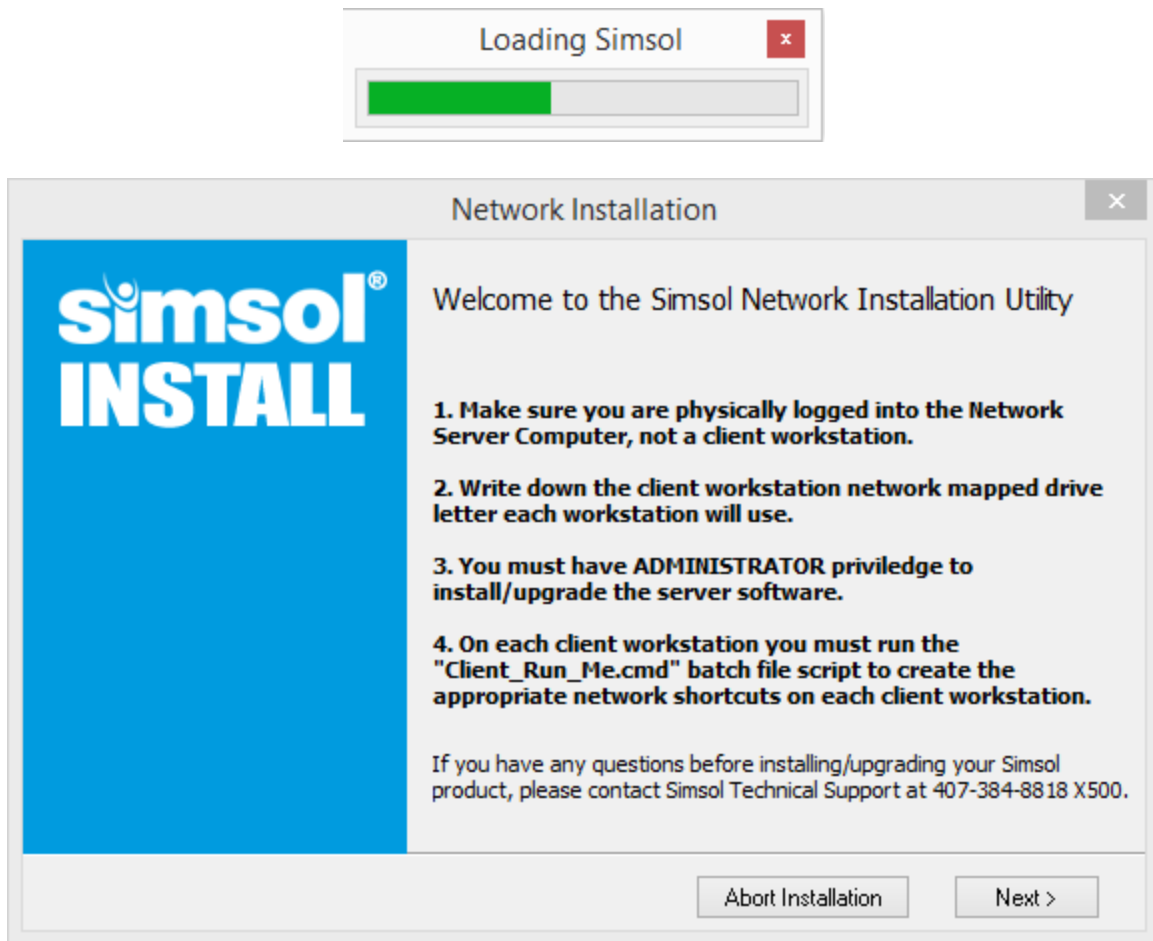 Loading Simsol
x
Network Installation
x
simsol®
INSTALL
Welcome to the Simsol Network Installation Utility
1. Make sure you are physically logged into the Network
Server Computer, not a client workstation.
2. Write down the client workstation network mapped drive
letter each workstation will use.
3. You must have ADMINISTRATOR priviledge to
install/upgrade the server software.
4. On each client workstation you must run the
"Client_Run_Me.cmd" batch file script to create the
appropriate network shortcuts on each client workstation.
If you have any questions before installing/upgrading your Simsol
product, please contact Simsol Technical Support at 407-384-8818 X500.
Abort Installation
Next >